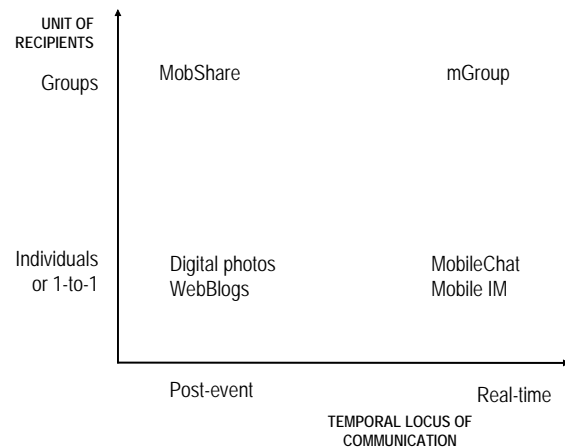 UNIT OF
RECIPIENTS
Groups
MobShare
mGroup
Individuals
or 1-to-1
Digital photos
WebBlogs
MobileChat
Mobile IM
Post-event
Real-time
TEMPORAL LOCUS OF
COMMUNICATION